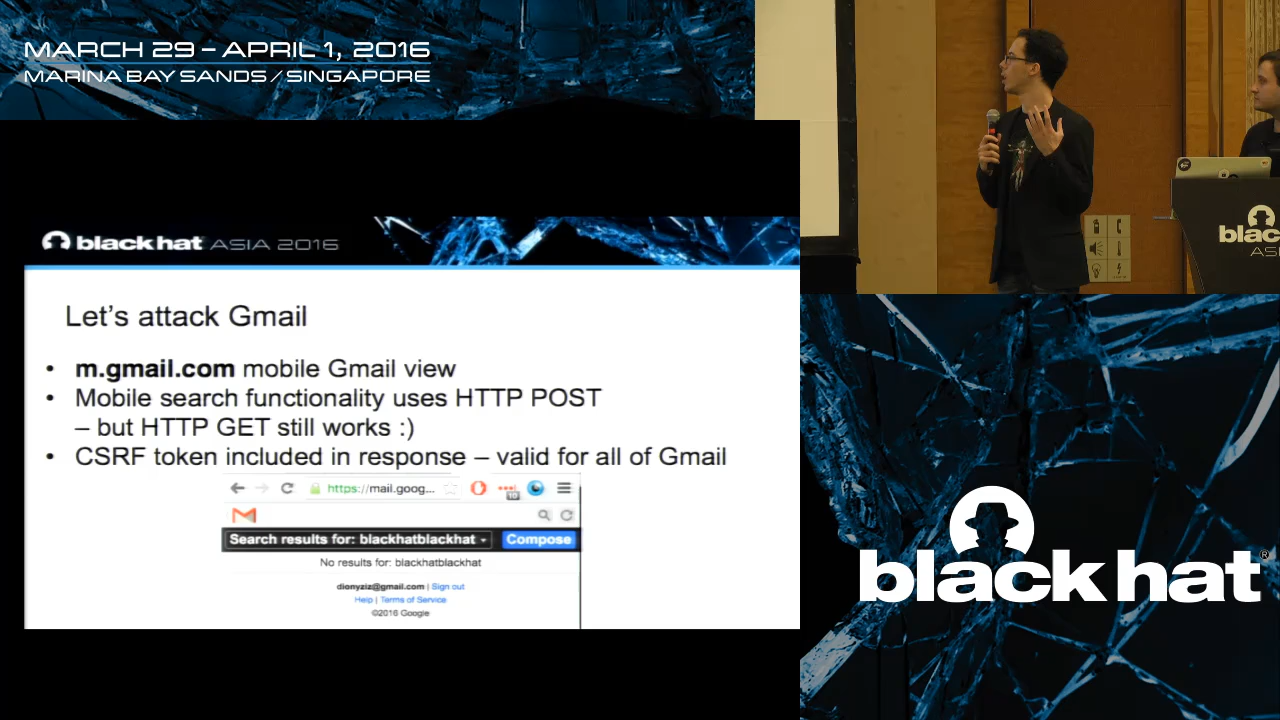 MARCH 29 – APRIL 1, 2016
MARINA BAY SANDS / SINGAPORE
black hat ASIA 2016
Let's attack Gmail
• m.gmail.com mobile Gmail view
• Mobile search functionality uses HTTP POST
– but HTTP GET still works :)
• CSRF token included in response – valid for all of Gmail
https://mail.goog...
10
Search results for: blackhatblackhat
Compose
No results for: blackhatblackhat
dionyziz@gmail.com | Sign out
Help | Terms of Service
©2016 Google
blac
ASI
black hat®